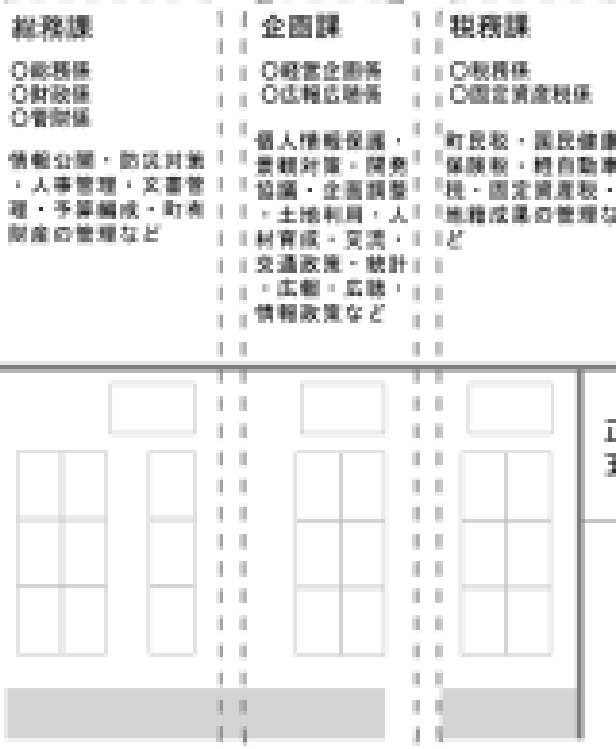 総務課
○総務係
○財政係
○管財係
情報公開・防災対策
・人事管理・文書管
理・予算編成・町有
財産の管理など
企画課
○経営企画係
○広報広聴係
個人情報保護・
景観対策・開発
協議・企画調整
・土地利用・人
材育成・交流・
交通政策・統計
・広報・広聴・
情報政策など
税務課
○税務係
○固定資産税係
町民税・国民健康
保険税・軽自動車
税・固定資産税・
地籍成果の管理な
ど
正